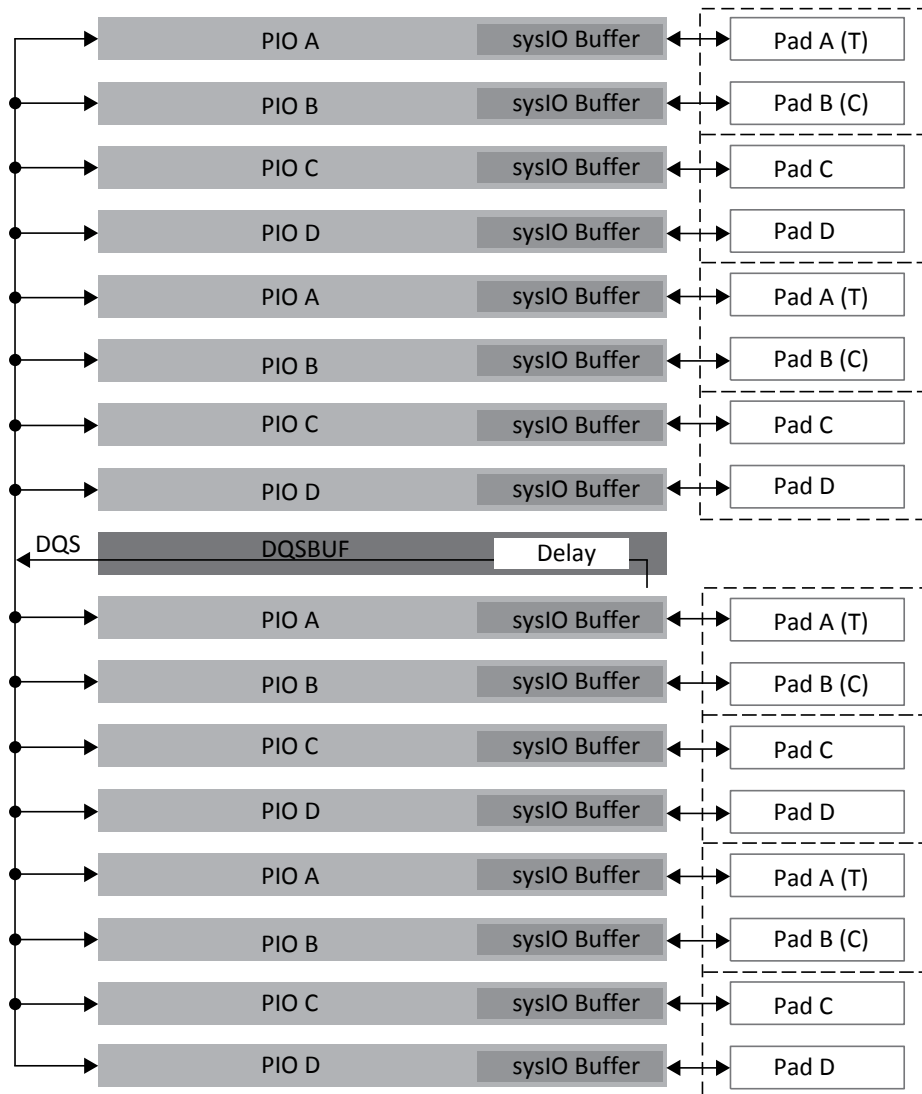 PIO A sysIO Buffer Pad A (T)
PIO B sysIO Buffer Pad B (C)
PIO C sysIO Buffer Pad C
PIO D sysIO Buffer Pad D
PIO A sysIO Buffer Pad A (T)
PIO B sysIO Buffer Pad B (C)
PIO C sysIO Buffer Pad C
PIO D sysIO Buffer Pad D
DQS DQSBUF Delay
PIO A sysIO Buffer Pad A (T)
PIO B sysIO Buffer Pad B (C)
PIO C sysIO Buffer Pad C
PIO D sysIO Buffer Pad D
PIO A sysIO Buffer Pad A (T)
PIO B sysIO Buffer Pad B (C)
PIO C sysIO Buffer Pad C
PIO D sysIO Buffer Pad D